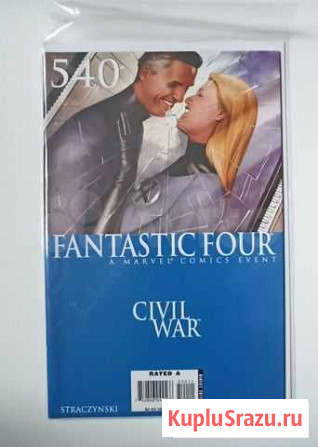 540
FANTASTIC FOUR
A MARVEL COMICS EVENT
CIVIL
WAR
RATED A
STRACZYNSKI
KupluSrazu.ru